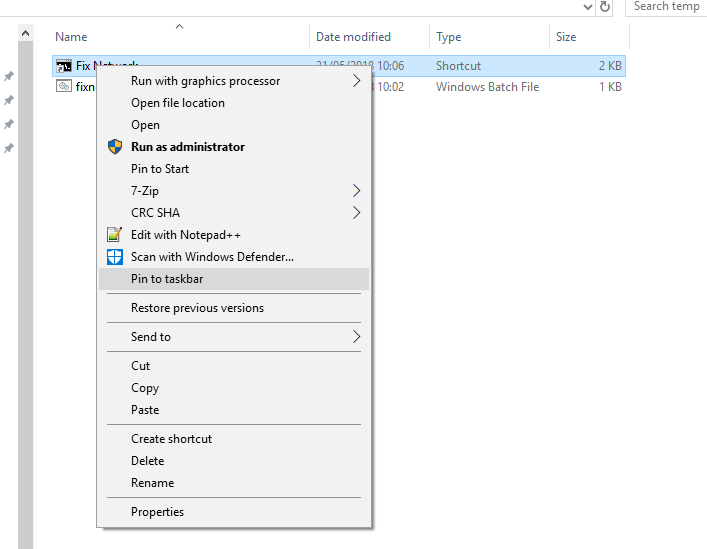 Search temp
Name Date modified Type Size
Fix Network 21/05/2018 10:06 Shortcut 2 KB
fixn 10:02 Windows Batch File 1 KB
Run with graphics processor
Open file location
Open
Run as administrator
Pin to Start
7-Zip
CRC SHA
Edit with Notepad++
Scan with Windows Defender...
Pin to taskbar
Restore previous versions
Send to
Cut
Copy
Paste
Create shortcut
Delete
Rename
Properties